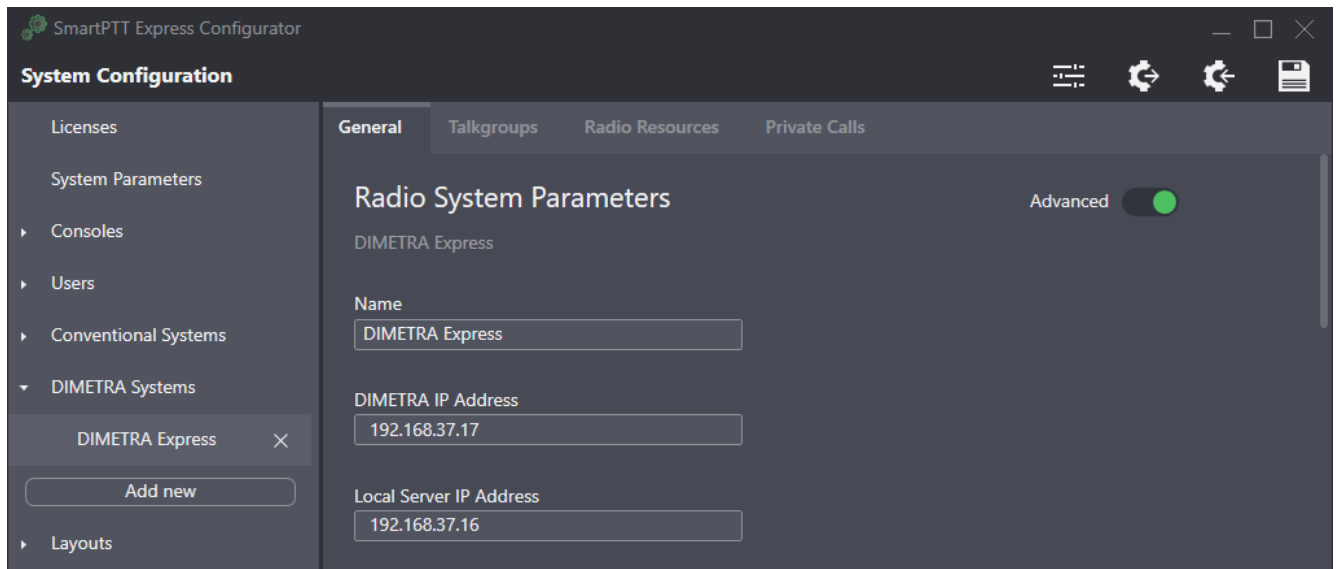 SmartPTT Express Configurator
System Configuration
Licenses
System Parameters
Consoles
Users
Conventional Systems
DIMETRA Systems
DIMETRA Express
Add new
Layouts
General Talkgroups Radio Resources Private Calls
Radio System Parameters
Advanced
DIMETRA Express
Name
DIMETRA Express
DIMETRA IP Address
192.168.37.17
Local Server IP Address
192.168.37.16